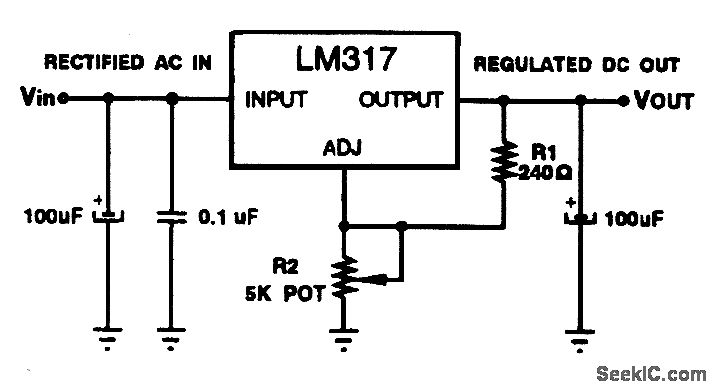 LM317
RECTIFIED AC IN
REGULATED DC OUT
Vin
INPUT
OUTPUT
VOUT
ADJ
R1
240Ω
+
100uF
0.1 uF
+
100uF
R2
5K POT
SeekIC.com